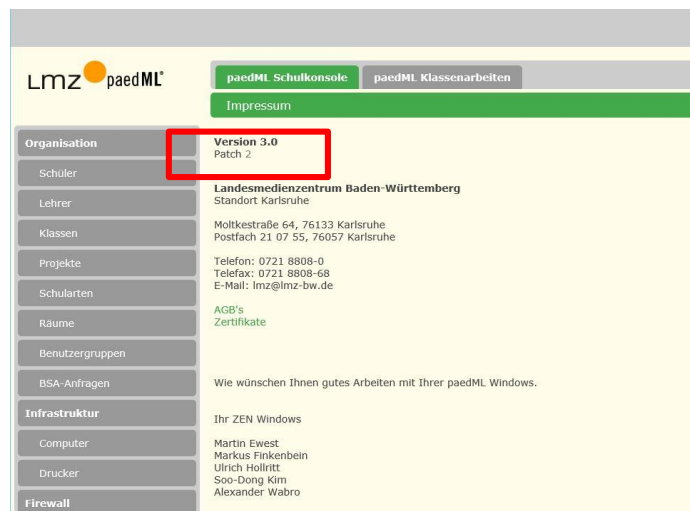 LMZ paedML®
paedML Schulkonsole
paedML Klassenarbeiten
Impressum
Organisation
Schüler
Lehrer
Klassen
Projekte
Schularten
Räume
Benutzergruppen
BSA-Anfragen
Infrastruktur
Computer
Drucker
Firewall
Version 3.0
Patch 2
Landesmedienzentrum Baden-Württemberg
Standort Karlsruhe
Moltkestraße 64, 76133 Karlsruhe
Postfach 21 07 55, 76057 Karlsruhe
Telefon: 0721 8808-0
Telefax: 0721 8808-68
E-Mail: lmz@lmz-bw.de
AGB's
Zertifikate
Wie wünschen Ihnen gutes Arbeiten mit Ihrer paedML Windows.
Ihr ZEN Windows
Martin Ewest
Markus Finkenbein
Ulrich Hollritt
Soo-Dong Kim
Alexander Wabro